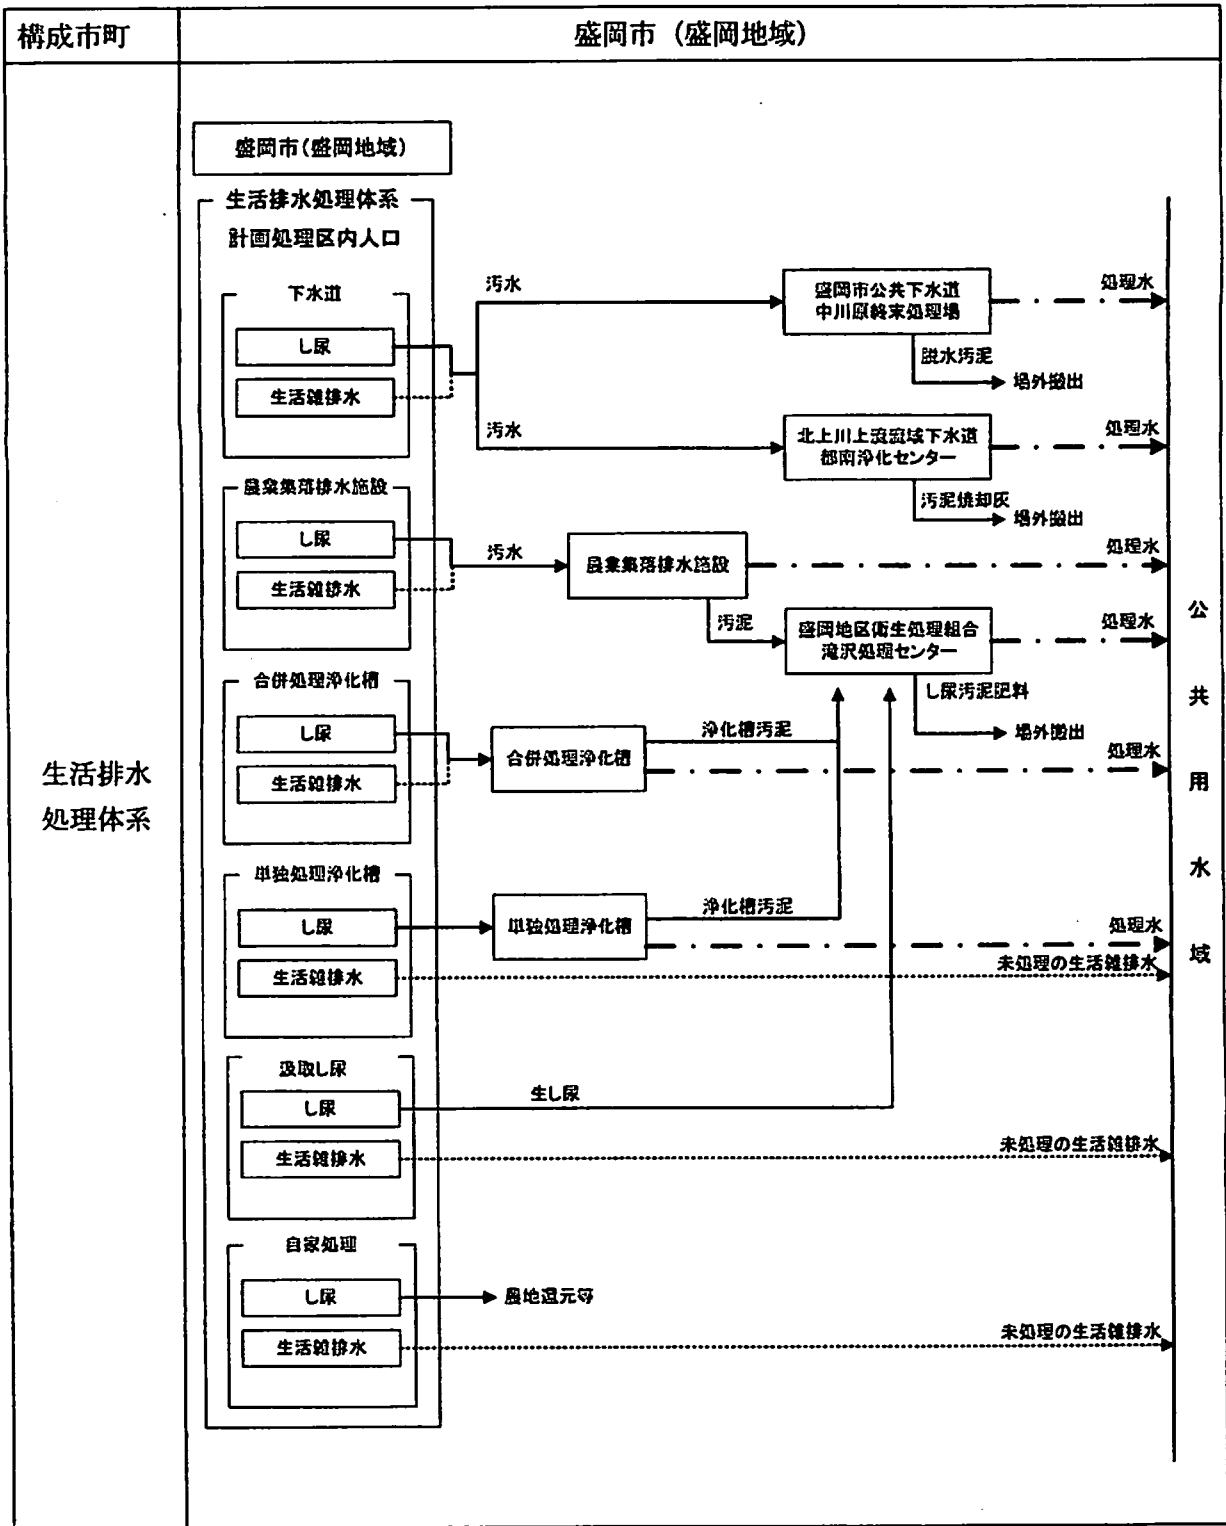 構成市町
盛岡市（盛岡地域）
生活排水
処理体系
盛岡市(盛岡地域)
生活排水処理体系
計画処理区内人口
下水道
し尿
生活雑排水
汚水
盛岡市公共下水道
中川原終末処理場
処理水
脱水汚泥
場外搬出
汚水
北上川上流流域下水道
都南浄化センター
処理水
汚泥焼却灰
場外搬出
農業集落排水施設
し尿
生活雑排水
汚水
農業集落排水施設
処理水
汚泥
盛岡地区衛生処理組合
滝沢処理センター
処理水
し尿汚泥肥料
場外搬出
合併処理浄化槽
し尿
生活雑排水
合併処理浄化槽
浄化槽汚泥
処理水
単独処理浄化槽
し尿
生活雑排水
単独処理浄化槽
浄化槽汚泥
処理水
未処理の生活雑排水
汲取し尿
し尿
生活雑排水
生し尿
未処理の生活雑排水
自家処理
し尿
生活雑排水
農地還元等
未処理の生活雑排水
公共用水域